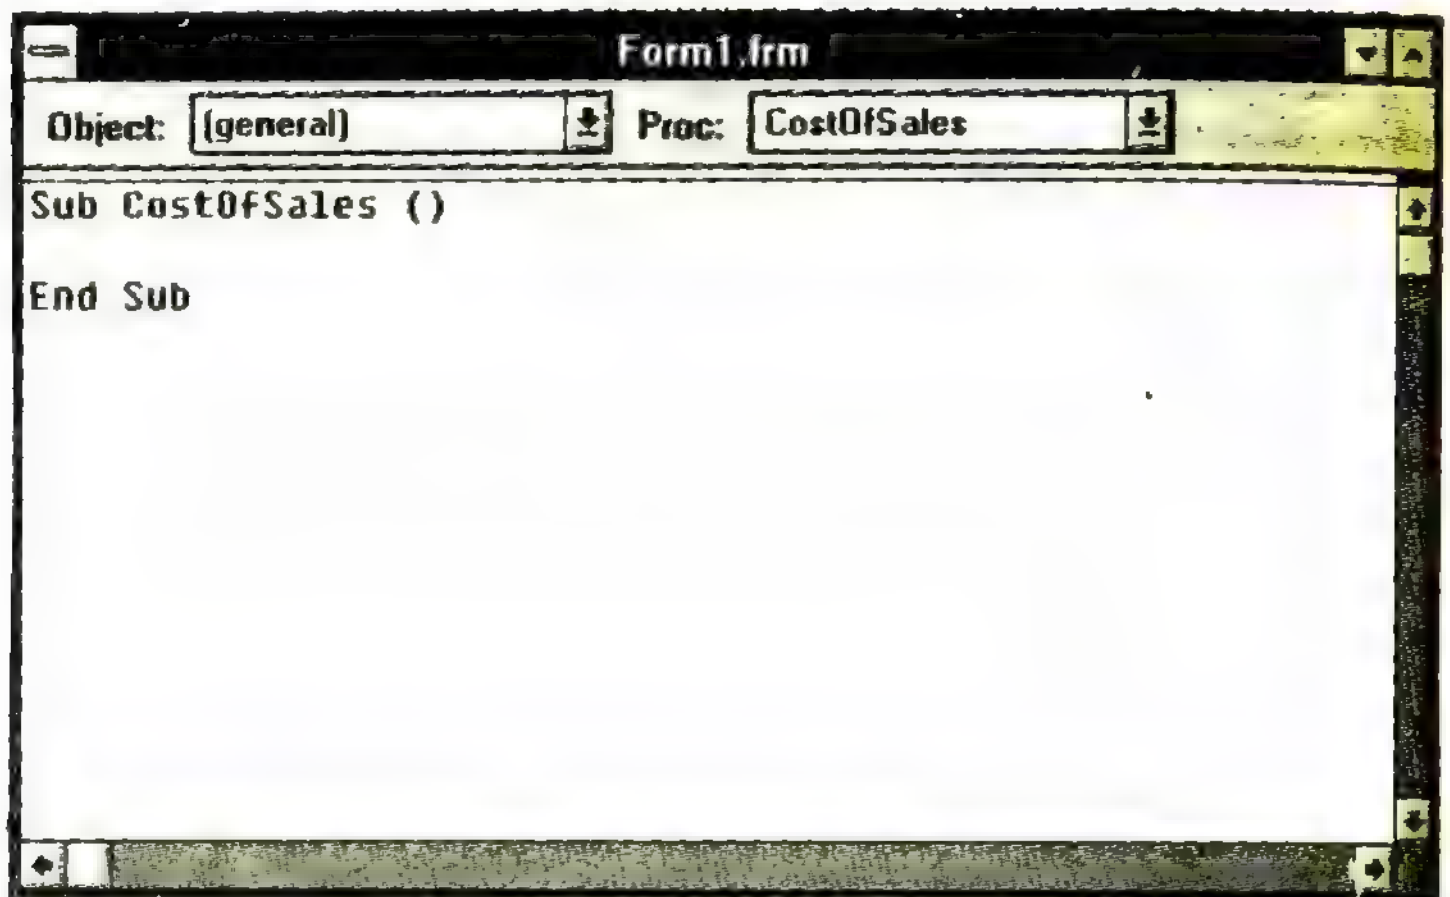 Form1.frm
Object: (general) Proc: CostOfSales
Sub CostOfSales ()
End Sub